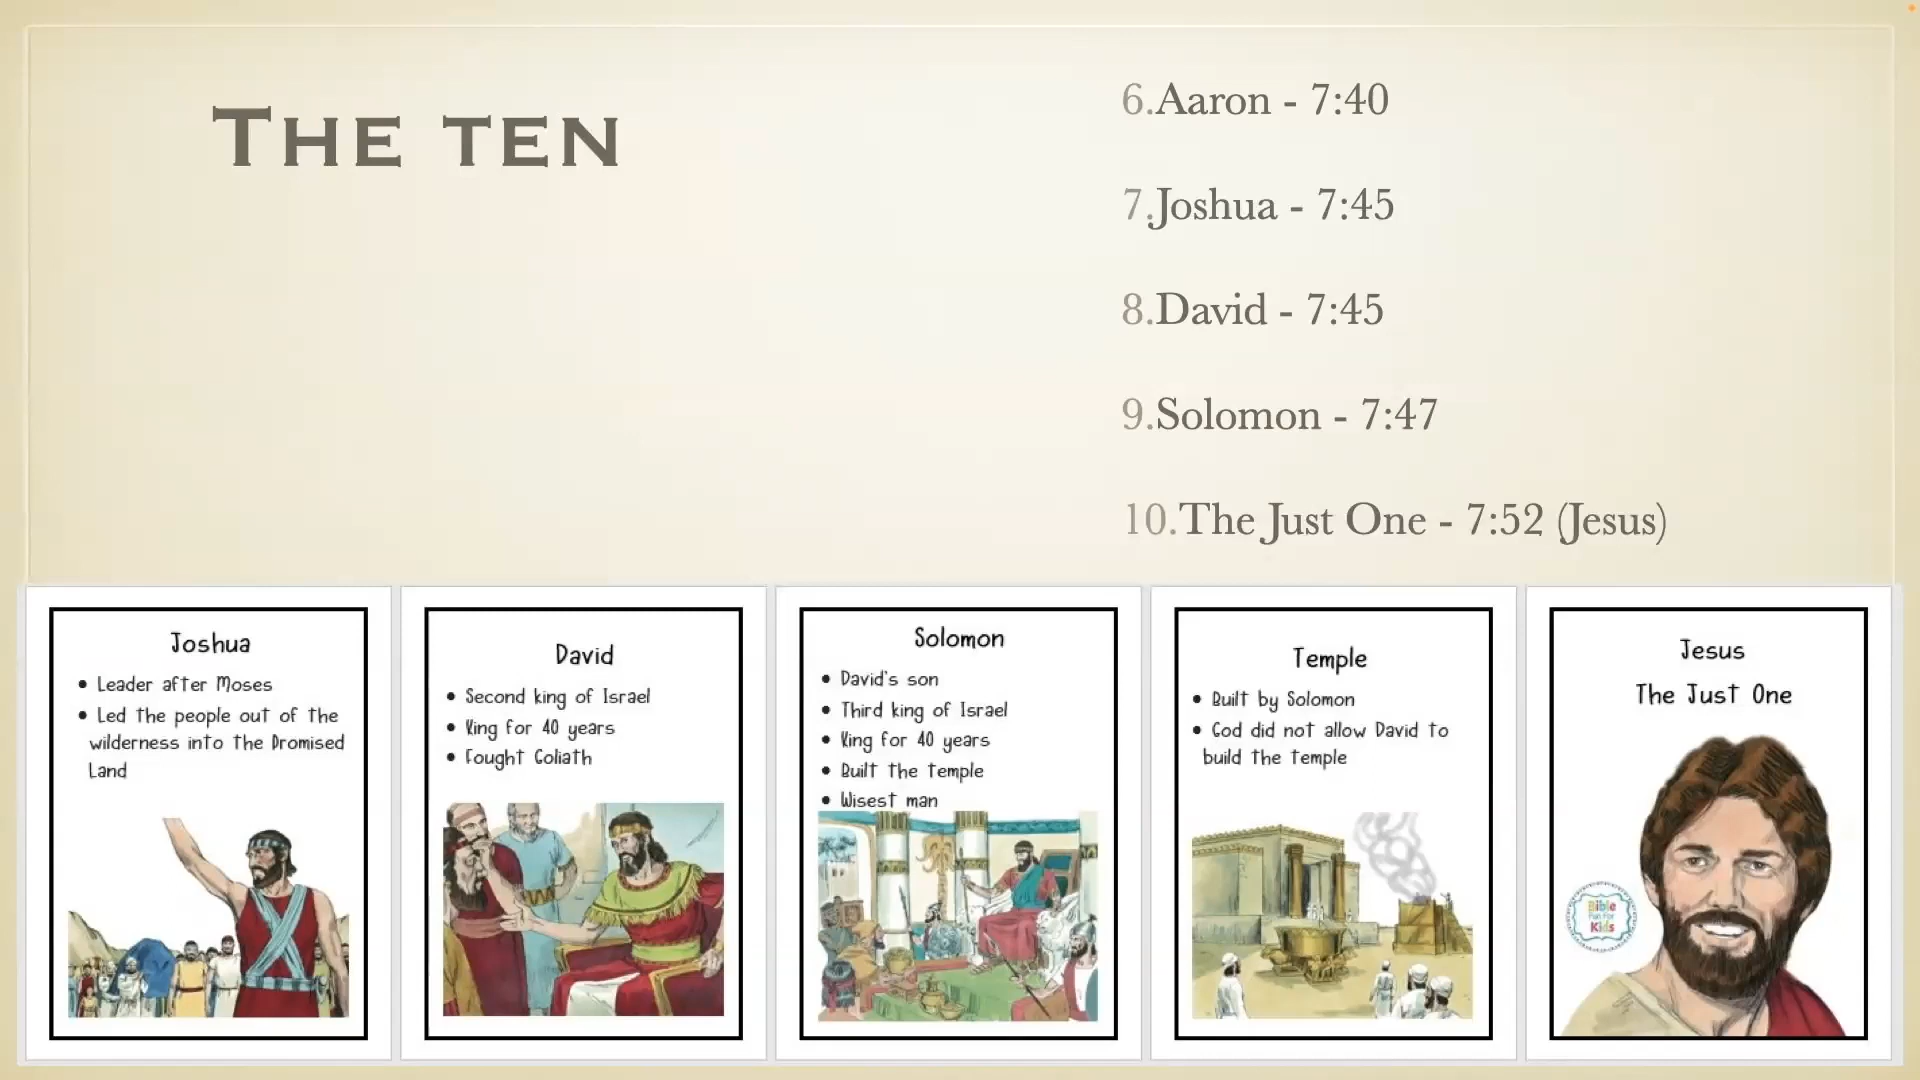 The ten
6.Aaron - 7:40
7.Joshua - 7:45
8.David - 7:45
9.Solomon - 7:47
10.The Just One - 7:52 (Jesus)
Joshua
• Leader after Moses
• Led the people out of the
wilderness into the Promised
Land
David
• Second king of Israel
• King for 40 years
• Fought Goliath
Solomon
• David's son
• Third king of Israel
• King for 40 years
• Built the temple
• Wisest man
Temple
• Built by Solomon
• God did not allow David to
build the temple
Jesus
The Just One
Bible
Fun For
Kids